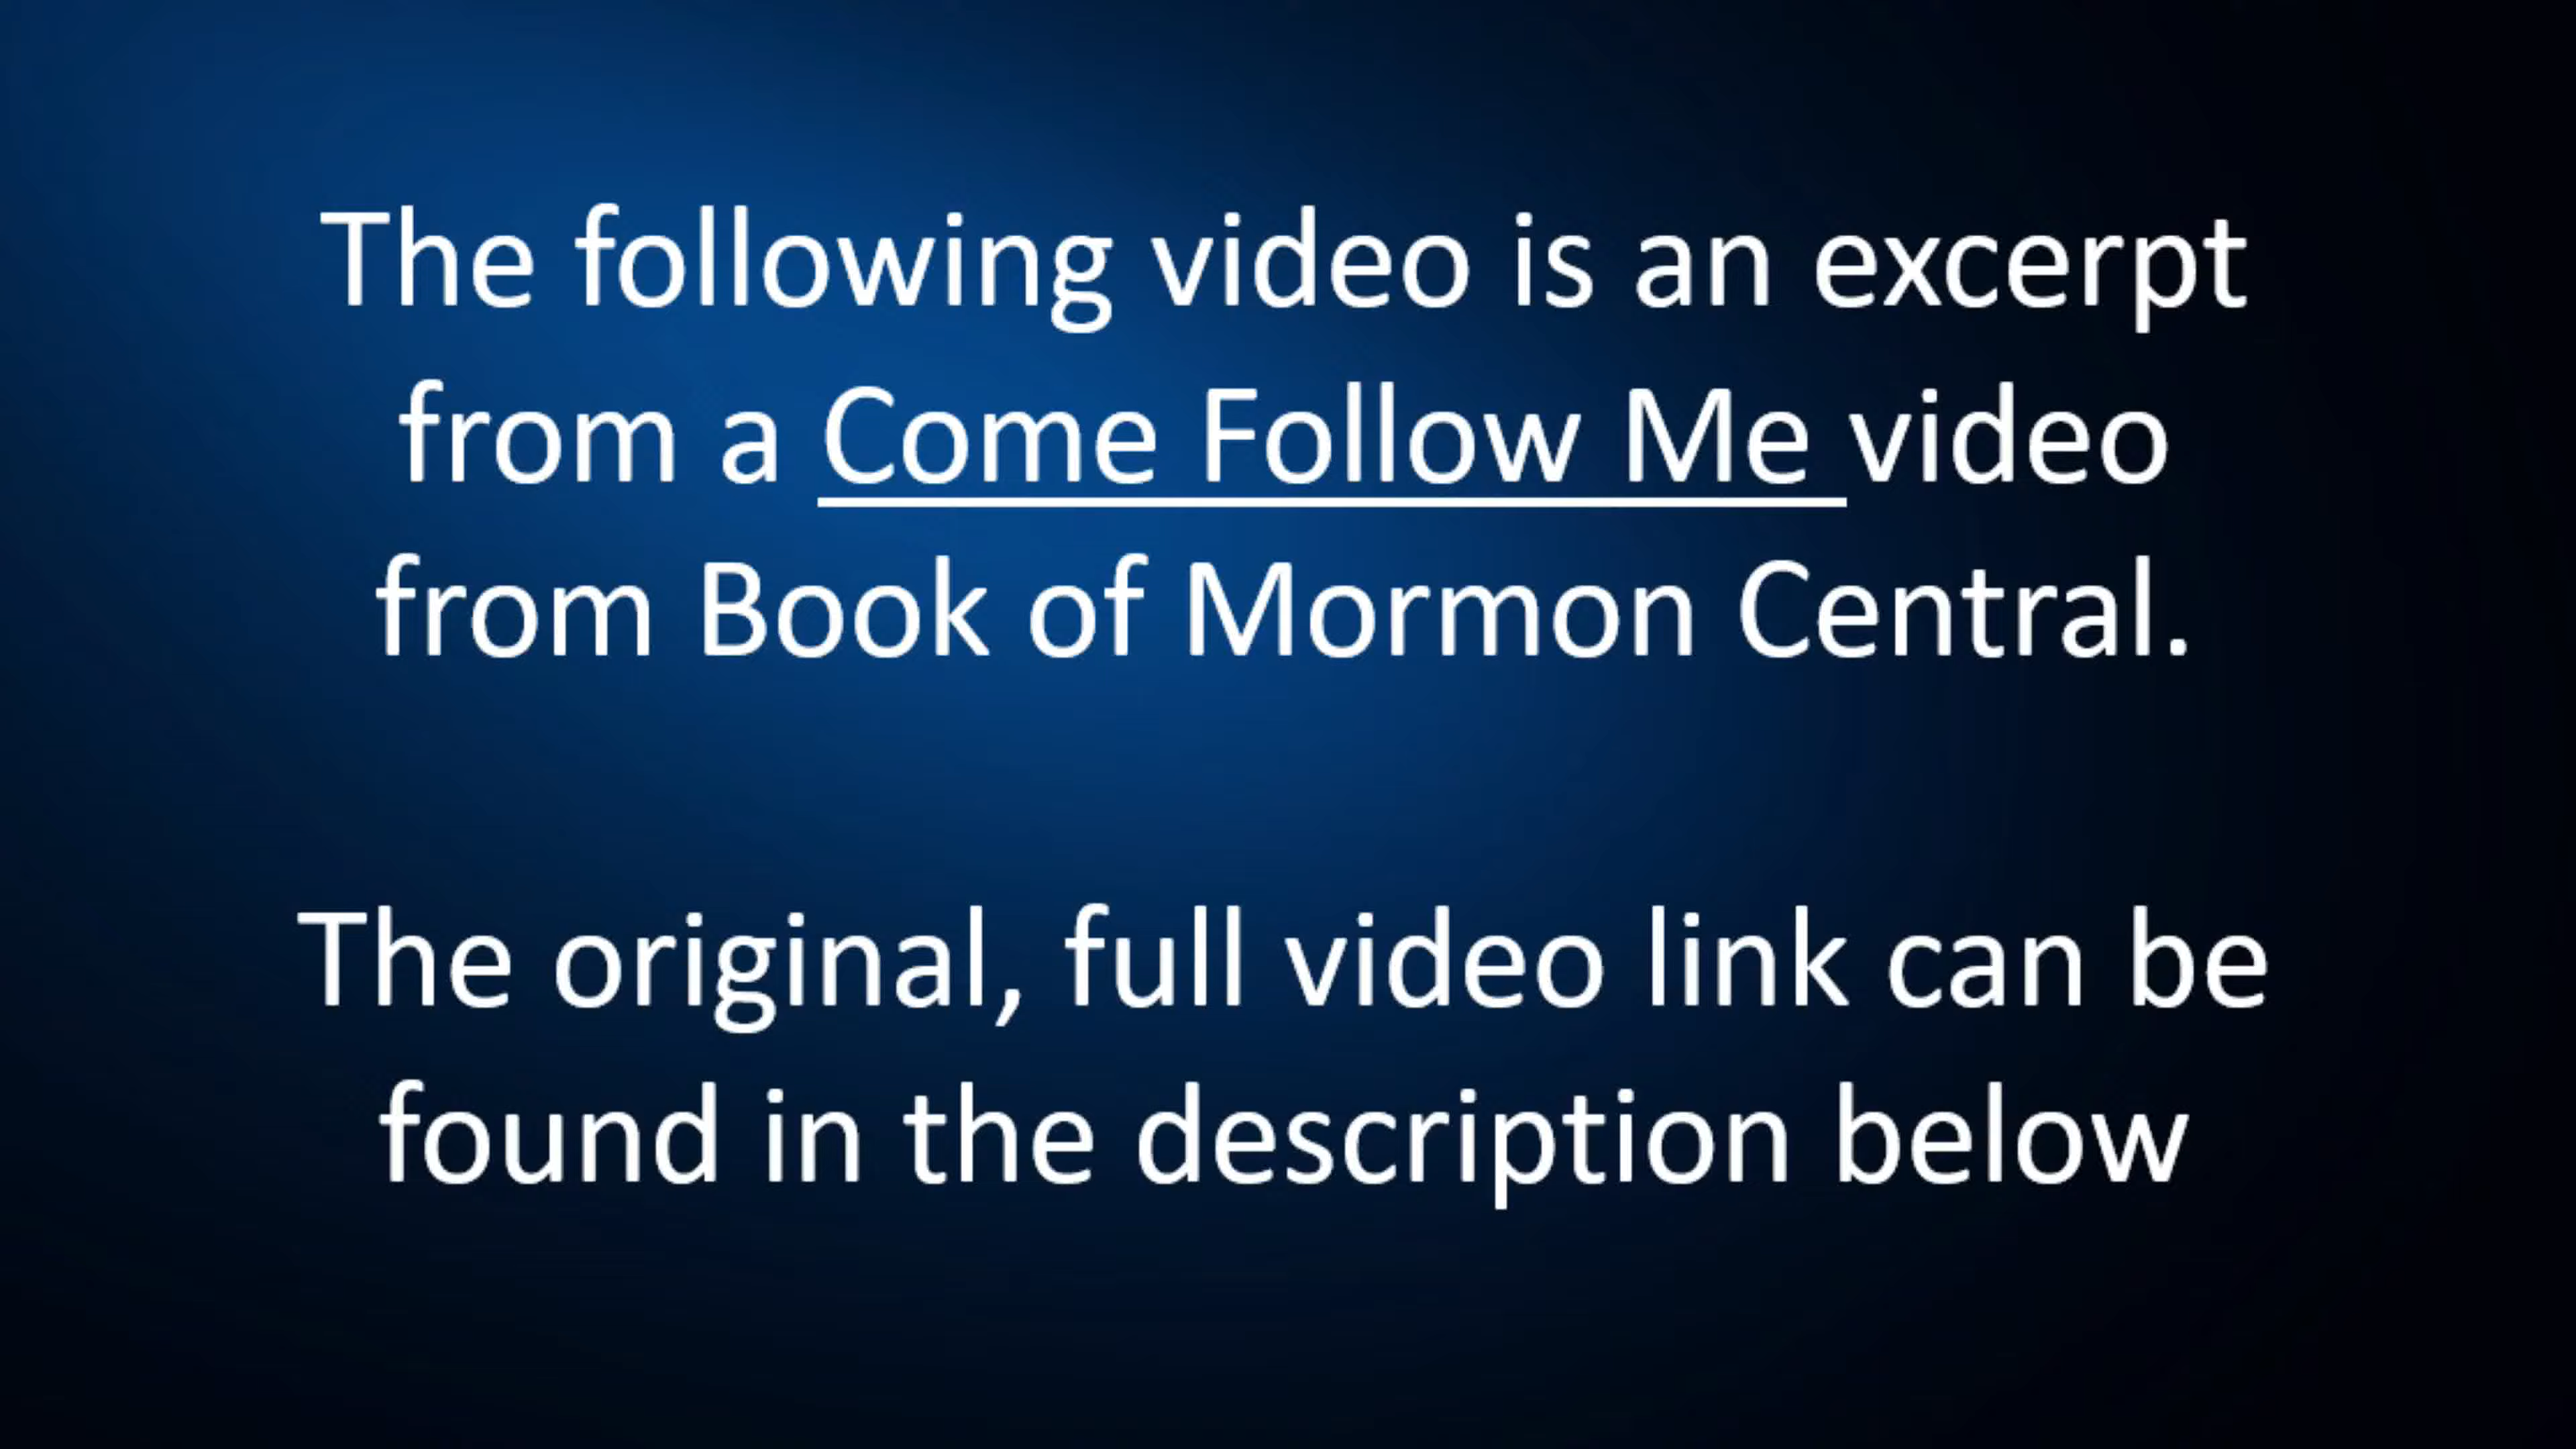 The following video is an excerpt
from a Come Follow Me video
from Book of Mormon Central.
The original, full video link can be
found in the description below